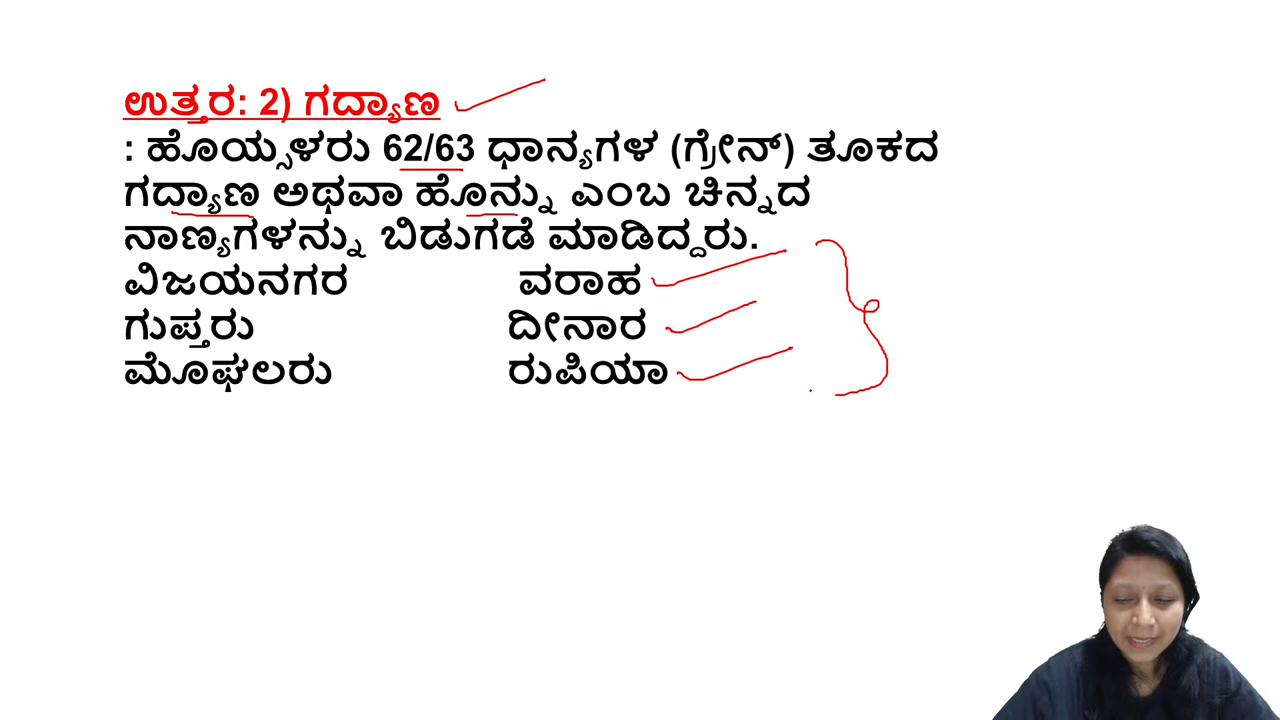 ಉತ್ತರ: 2) ಗದ್ಯಾಣ
: ಹೊಯ್ಸಳರು 62/63 ಧಾನ್ಯಗಳ (ಗ್ರೇನ್) ತೂಕದ
ಗದ್ಯಾಣ ಅಥವಾ ಹೊನ್ನು ಎಂಬ ಚಿನ್ನದ
ನಾಣ್ಯಗಳನ್ನು ಬಿಡುಗಡೆ ಮಾಡಿದ್ದರು.
ವಿಜಯನಗರ ವರಾಹ
ಗುಪ್ತರು ದೀನಾರ
ಮೊಘಲರು ರುಪಿಯಾ